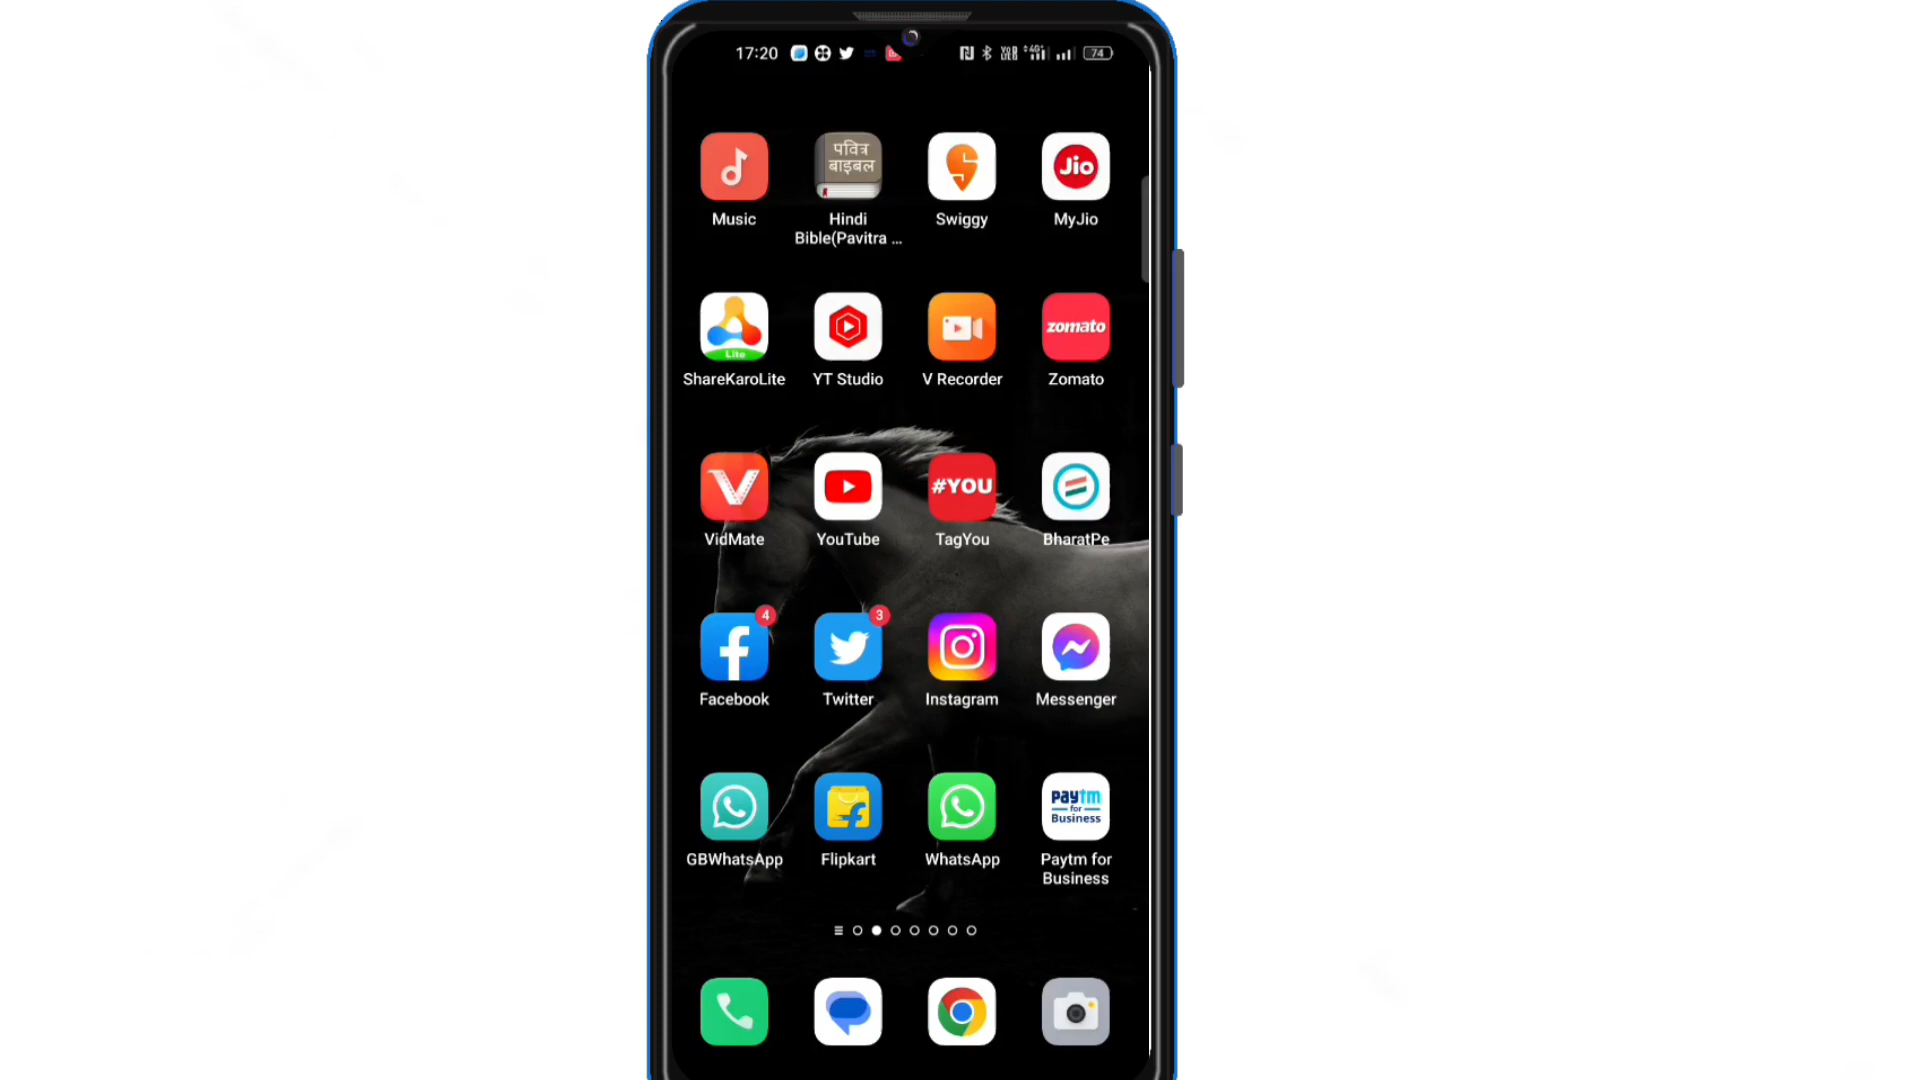 17:20
74
पवित्र
बाइबल
Jio
Music
Hindi
Bible(Pavitra ...
Swiggy
MyJio
Lite
zomato
ShareKaroLite
YT Studio
V Recorder
Zomato
#YOU
VidMate
YouTube
TagYou
BharatPe
4
3
Facebook
Twitter
Instagram
Messenger
paytm
for
Business
GBWhatsApp
Flipkart
WhatsApp
Paytm for
Business